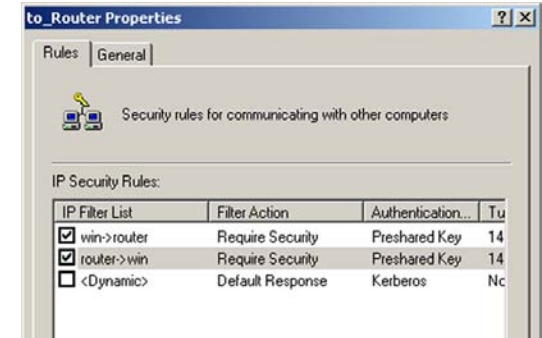 to_Router Properties
Rules General
Security rules for communicating with other computers
IP Security Rules:
IP Filter List Filter Action Authentication... Tu
win->router Require Security Preshared Key 14
router->win Require Security Preshared Key 14
<Dynamic> Default Response Kerberos Nc